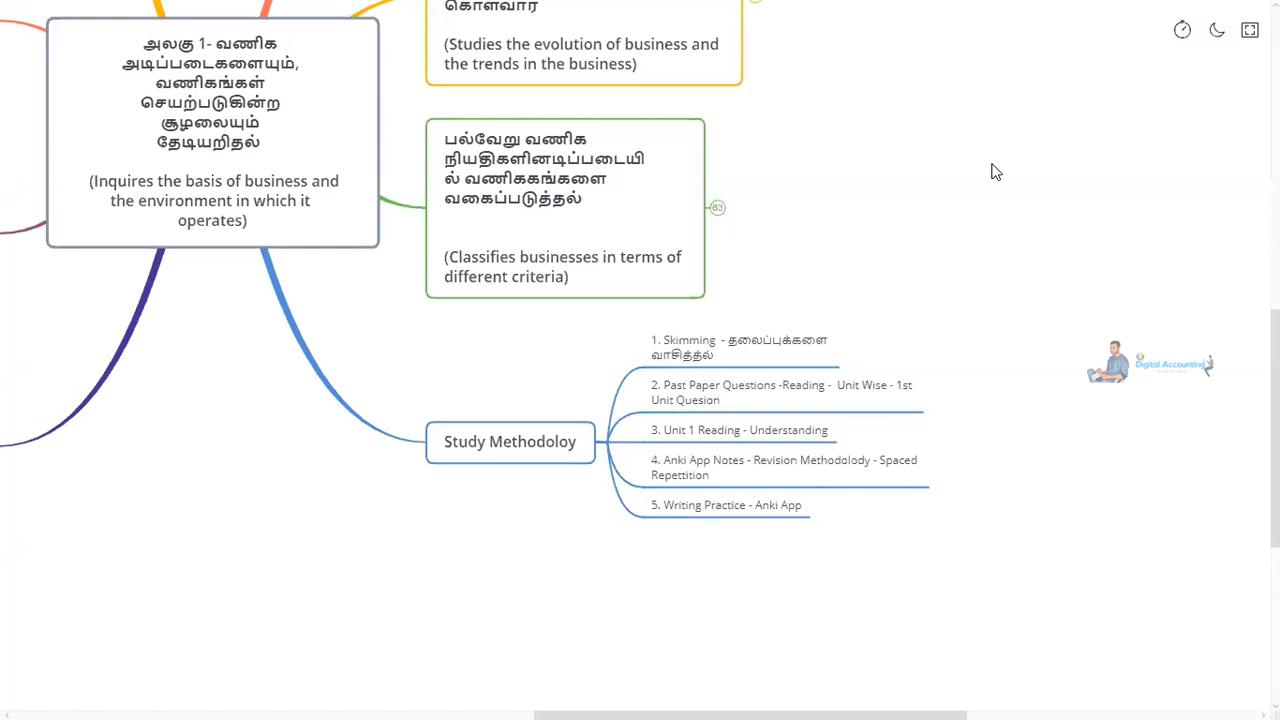 கொள்வார்
(Studies the evolution of business and
the trends in the business)
அலகு 1- வணிக
அடிப்படைகளையும்,
வணிகங்கள்
செயற்படுகின்ற
சூழலையும்
தேடியறிதல்
(Inquires the basis of business and
the environment in which it
operates)
பல்வேறு வணிக
நியதிகளினடிப்படையி
ல் வணிககங்களை
வகைப்படுத்தல்
(Classifies businesses in terms of
different criteria)
63
Study Methodoloy
1. Skimming - தலைப்புக்களை
வாசித்த்ல்
2. Past Paper Questions -Reading - Unit Wise - 1st
Unit Quesion
3. Unit 1 Reading - Understanding
4. Anki App Notes - Revision Methodolody - Spaced
Repettition
5. Writing Practice - Anki App
Digital Accounting